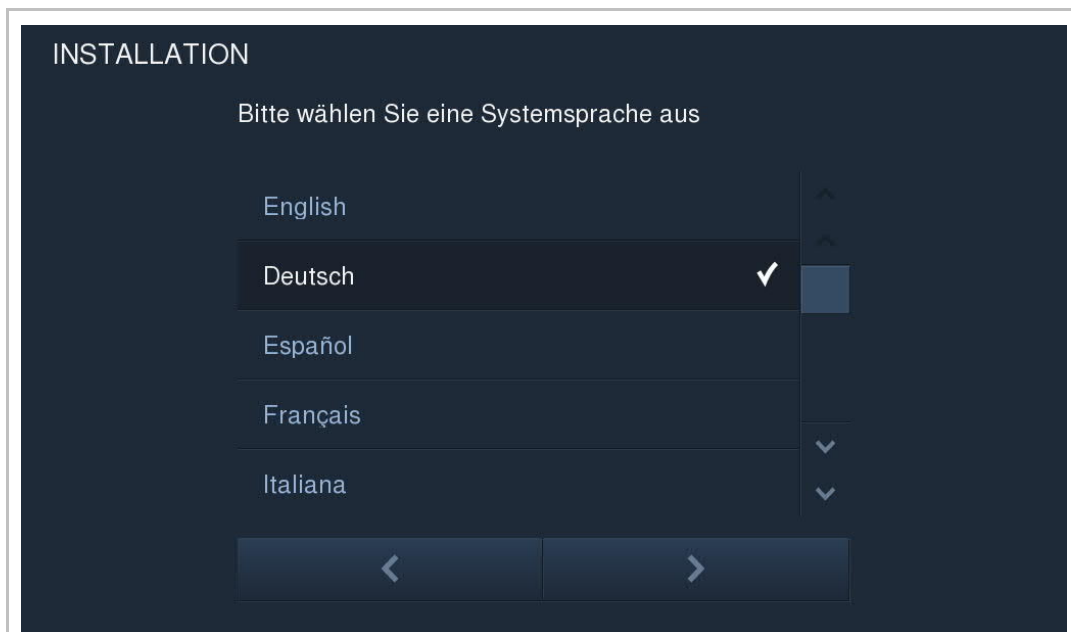 INSTALLATION
Bitte wählen Sie eine Systemsprache aus
English
Deutsch
Español
Français
Italiana